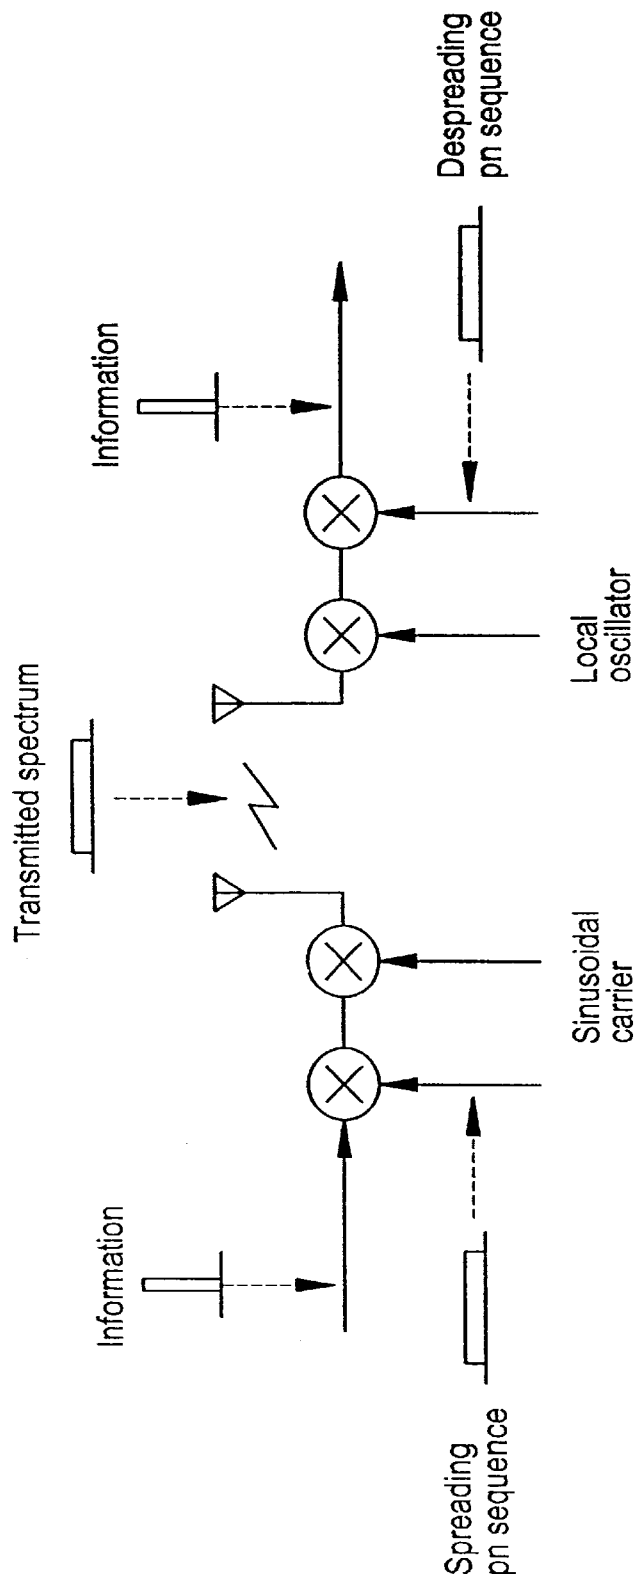 Transmitted spectrum
Information
Information
Spreading
pn sequence
Sinusoidal
carrier
Local
oscillator
Despreading
pn sequence